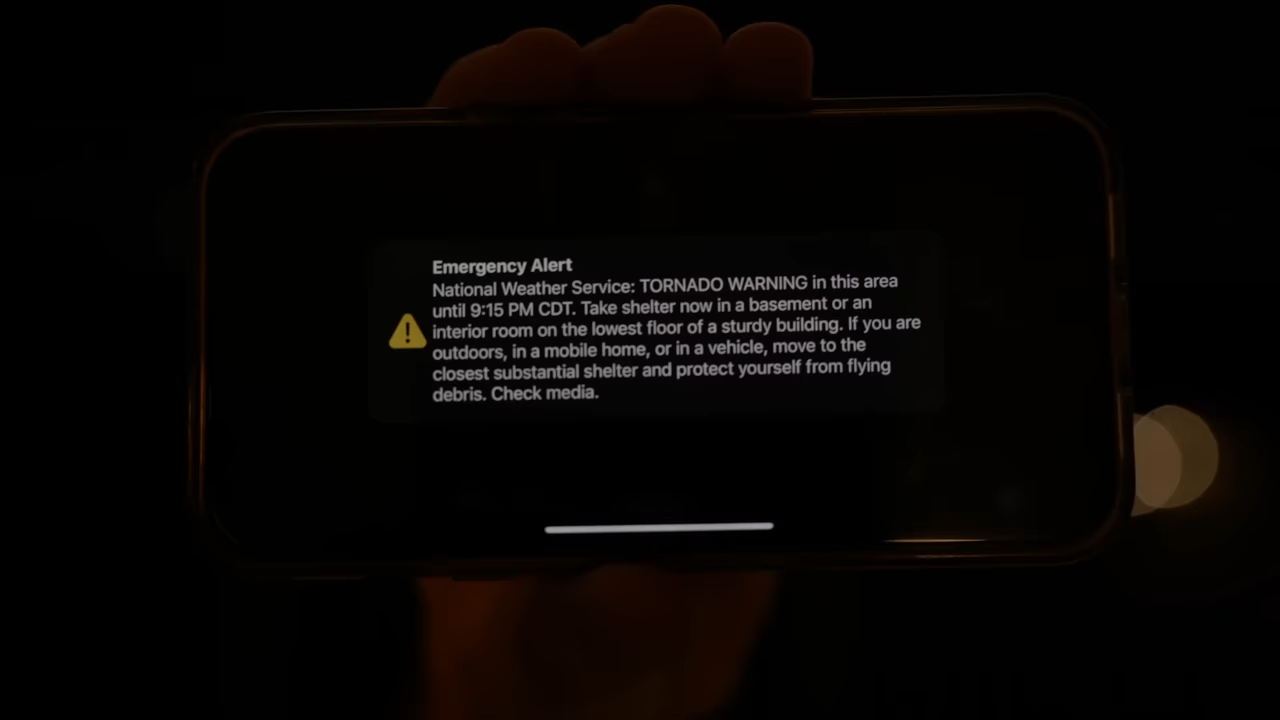 Emergency Alert
National Weather Service: TORNADO WARNING in this area
until 9:15 PM CDT. Take shelter now in a basement or an
interior room on the lowest floor of a sturdy building. If you are
outdoors, in a mobile home, or in a vehicle, move to the
closest substantial shelter and protect yourself from flying
debris. Check media.